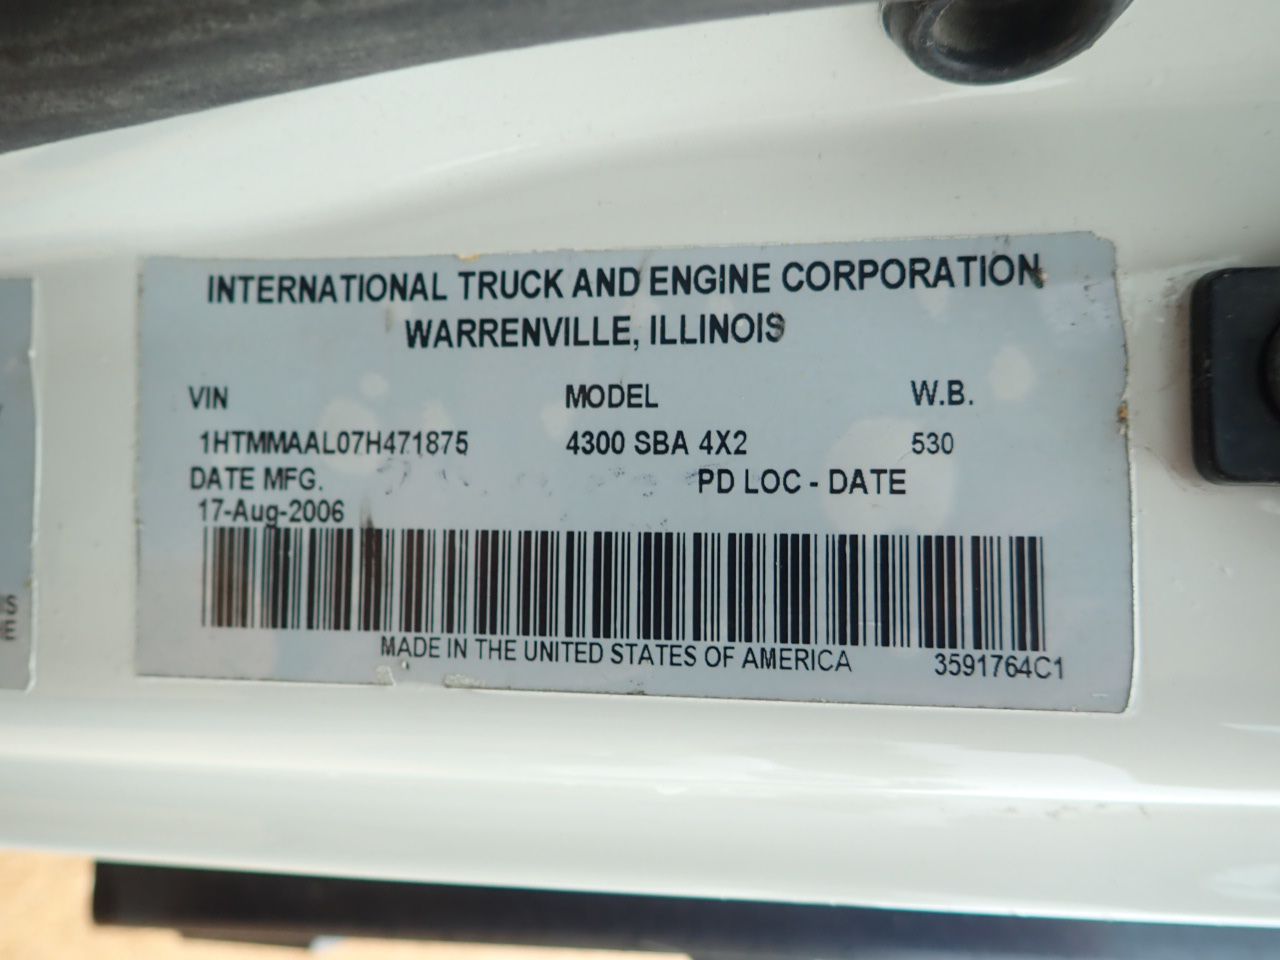 INTERNATIONAL TRUCK AND ENGINE CORPORATION
WARRENVILLE, ILLINOIS
VIN MODEL W.B.
1HTMMAAL07H471875 4300 SBA 4X2 530
DATE MFG. PD LOC - DATE
17-Aug-2006
MADE IN THE UNITED STATES OF AMERICA 3591764C1